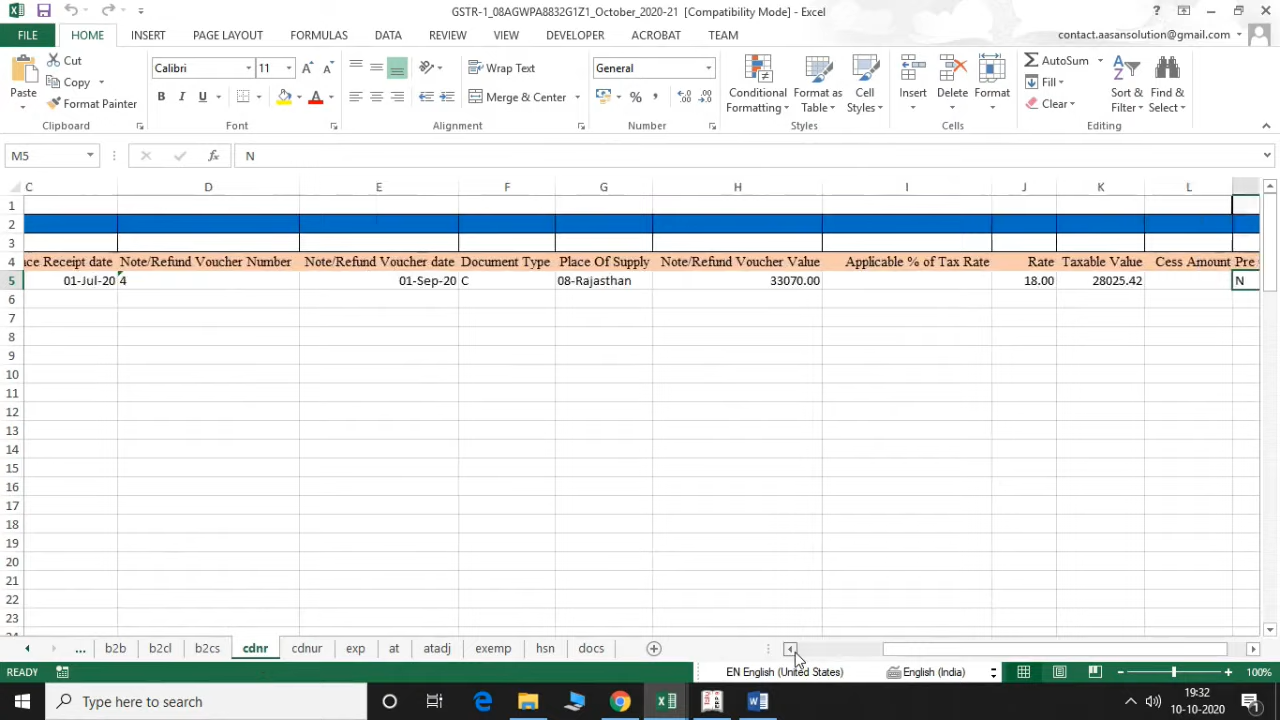 GSTR-1_08AGWPA8832G1Z1_October_2020-21 [Compatibility Mode] - Excel
FILE HOME INSERT PAGE LAYOUT FORMULAS DATA REVIEW VIEW DEVELOPER ACROBAT TEAM contact.aasansolution@gmail.com
Paste Cut Copy Format Painter
Calibri 11
B I U A
Wrap Text
Merge & Center
General
%
Conditional Formatting
Format as Table
Cell Styles
Insert Delete Format
AutoSum
Fill
Clear
Sort & Filter
Find & Select
Clipboard Font Alignment Number Styles Cells Editing
M5 fx N
C D E F G H I J K L
1
2
3
4 ce Receipt date Note/Refund Voucher Number Note/Refund Voucher date Document Type Place Of Supply Note/Refund Voucher Value Applicable % of Tax Rate Rate Taxable Value Cess Amount Pre
5 01-Jul-20 4 01-Sep-20 C 08-Rajasthan 33070.00 18.00 28025.42 N
6
7
8
9
10
11
12
13
14
15
16
17
18
19
20
21
22
23
... b2b b2cl b2cs cdnr cdnur exp at atadj exemp hsn docs
READY EN English (United States) English (India) 100%
Type here to search
19:32
10-10-2020
1